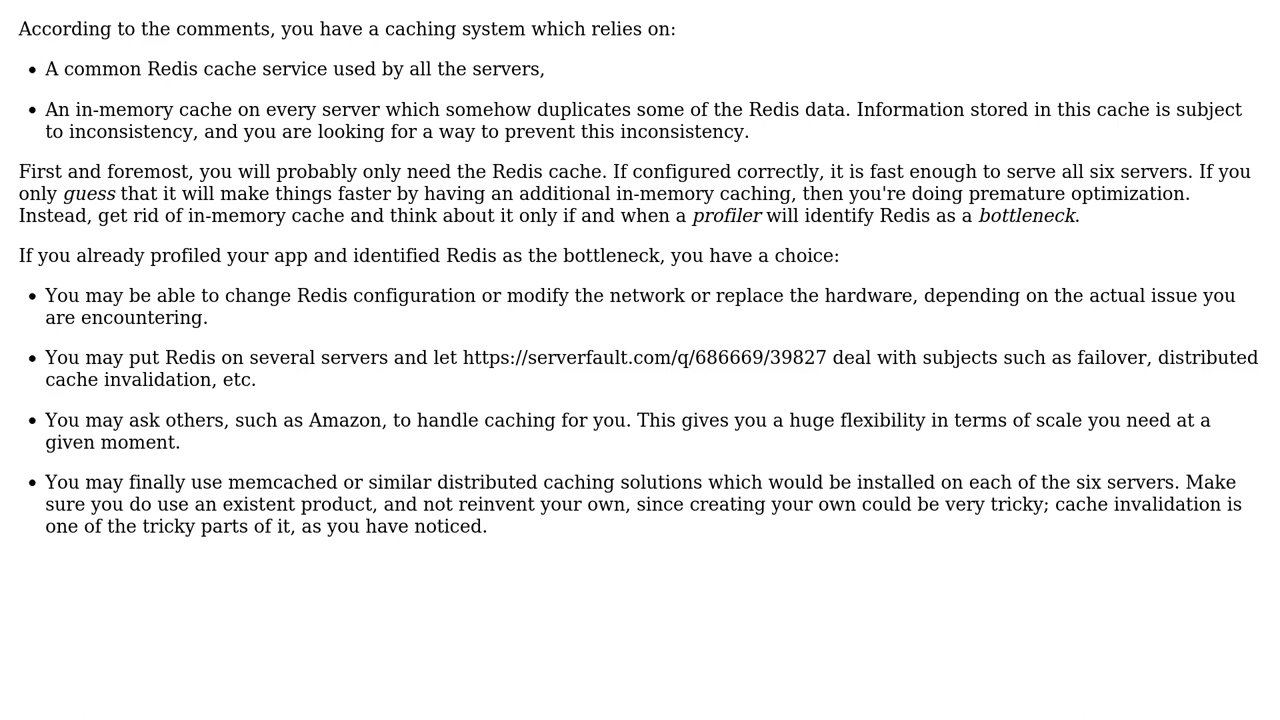 According to the comments, you have a caching system which relies on:
• A common Redis cache service used by all the servers,
• An in-memory cache on every server which somehow duplicates some of the Redis data. Information stored in this cache is subject
to inconsistency, and you are looking for a way to prevent this inconsistency.
First and foremost, you will probably only need the Redis cache. If configured correctly, it is fast enough to serve all six servers. If you
only guess that it will make things faster by having an additional in-memory caching, then you're doing premature optimization.
Instead, get rid of in-memory cache and think about it only if and when a profiler will identify Redis as a bottleneck.
If you already profiled your app and identified Redis as the bottleneck, you have a choice:
• You may be able to change Redis configuration or modify the network or replace the hardware, depending on the actual issue you
are encountering.
• You may put Redis on several servers and let https://serverfault.com/q/686669/39827 deal with subjects such as failover, distributed
cache invalidation, etc.
• You may ask others, such as Amazon, to handle caching for you. This gives you a huge flexibility in terms of scale you need at a
given moment.
• You may finally use memcached or similar distributed caching solutions which would be installed on each of the six servers. Make
sure you do use an existent product, and not reinvent your own, since creating your own could be very tricky; cache invalidation is
one of the tricky parts of it, as you have noticed.